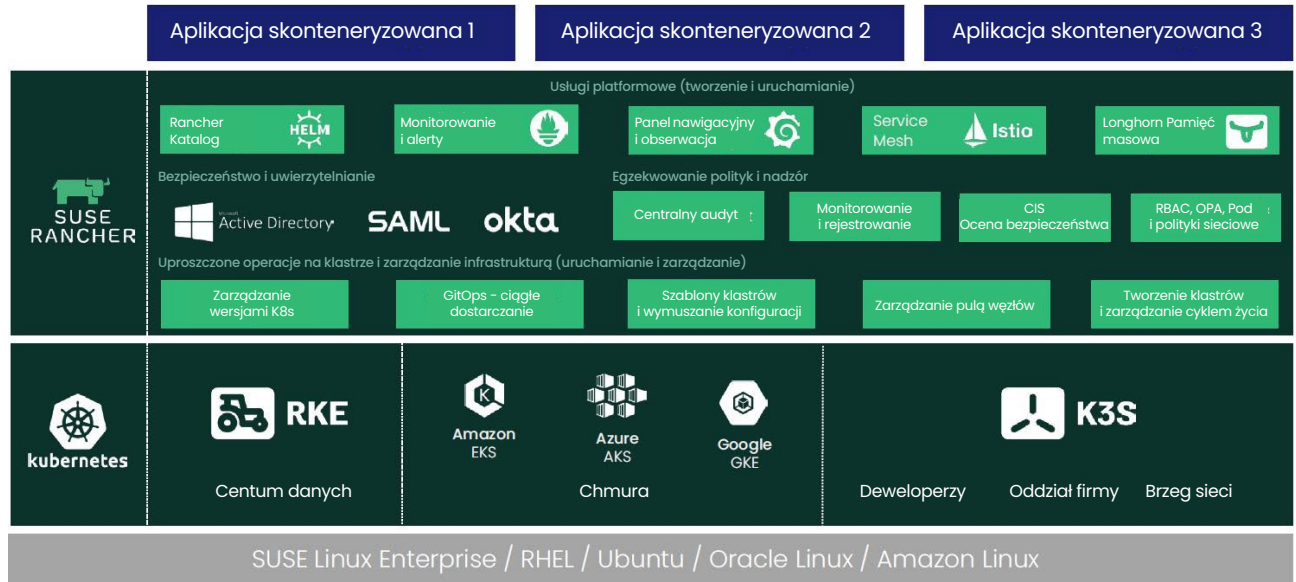 Aplikacja skonteneryzowana 1
Aplikacja skonteneryzowana 2
Aplikacja skonteneryzowana 3
SUSE
RANCHER
Usługi platformowe (tworzenie i uruchamianie)
Rancher
Katalog
HELM
Monitorowanie
i alerty
Panel nawigacyjny
i obserwacja
Service
Mesh
Istio
Longhorn Pamięć
masowa
Bezpieczeństwo i uwierzytelnianie
Microsoft
Active Directory
SAML
okta
Egzekwowanie polityk i nadzór
Centralny audyt
Monitorowanie
i rejestrowanie
CIS
Ocena bezpieczeństwa
RBAC, OPA, Pod
i polityki sieciowe
Uproszczone operacje na klastrze i zarządzanie infrastrukturą (uruchamianie i zarządzanie)
Zarządzanie
wersjami K8s
GitOps - ciągłe
dostarczanie
Szablony klastrów
i wymuszanie konfiguracji
Zarządzanie pulą węzłów
Tworzenie klastrów
i zarządzanie cyklem życia
kubernetes
RKE
Centum danych
K
Amazon
EKS
Azure
AKS
Google
GKE
Chmura
K3S
Deweloperzy
Oddział firmy
Brzeg sieci
SUSE Linux Enterprise / RHEL / Ubuntu / Oracle Linux / Amazon Linux